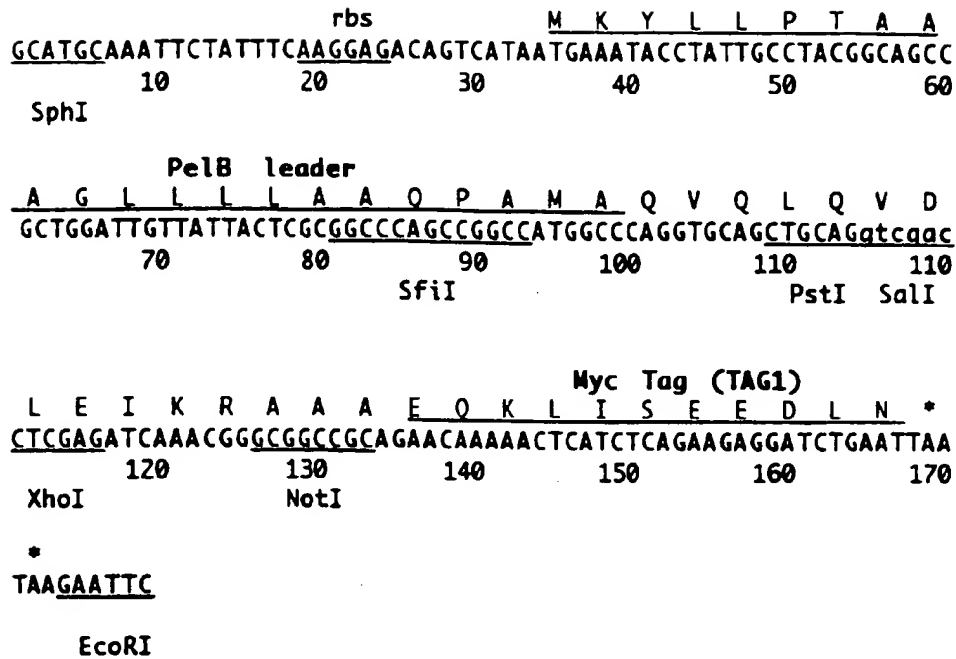 rbs M K Y L L P T A A
GCATGCAAATTCTATTTCAAGGAGACAGTCATAATGAAATACCTATTGCCTACGGCAGCC
10 20 30 40 50 60
SphI
PelB leader
A G L L L L A A Q P A M A Q V Q L Q V D
GCTGGATTGTTATTACTCGCGGCCCAGCCGGCCATGGCCCAGGTGCAGCTGCAGgtcgac
70 80 90 100 110 110
SfiI PstI SalI
Myc Tag (TAG1)
L E I K R A A A E Q K L I S E E D L N *
CTCGAGATCAAACGGGCGGCCGCAGAACAAAAACTCATCTCAGAAGAGGATCTGAATTAA
120 130 140 150 160 170
XhoI NotI
*
TAAGAATTC
EcoRI